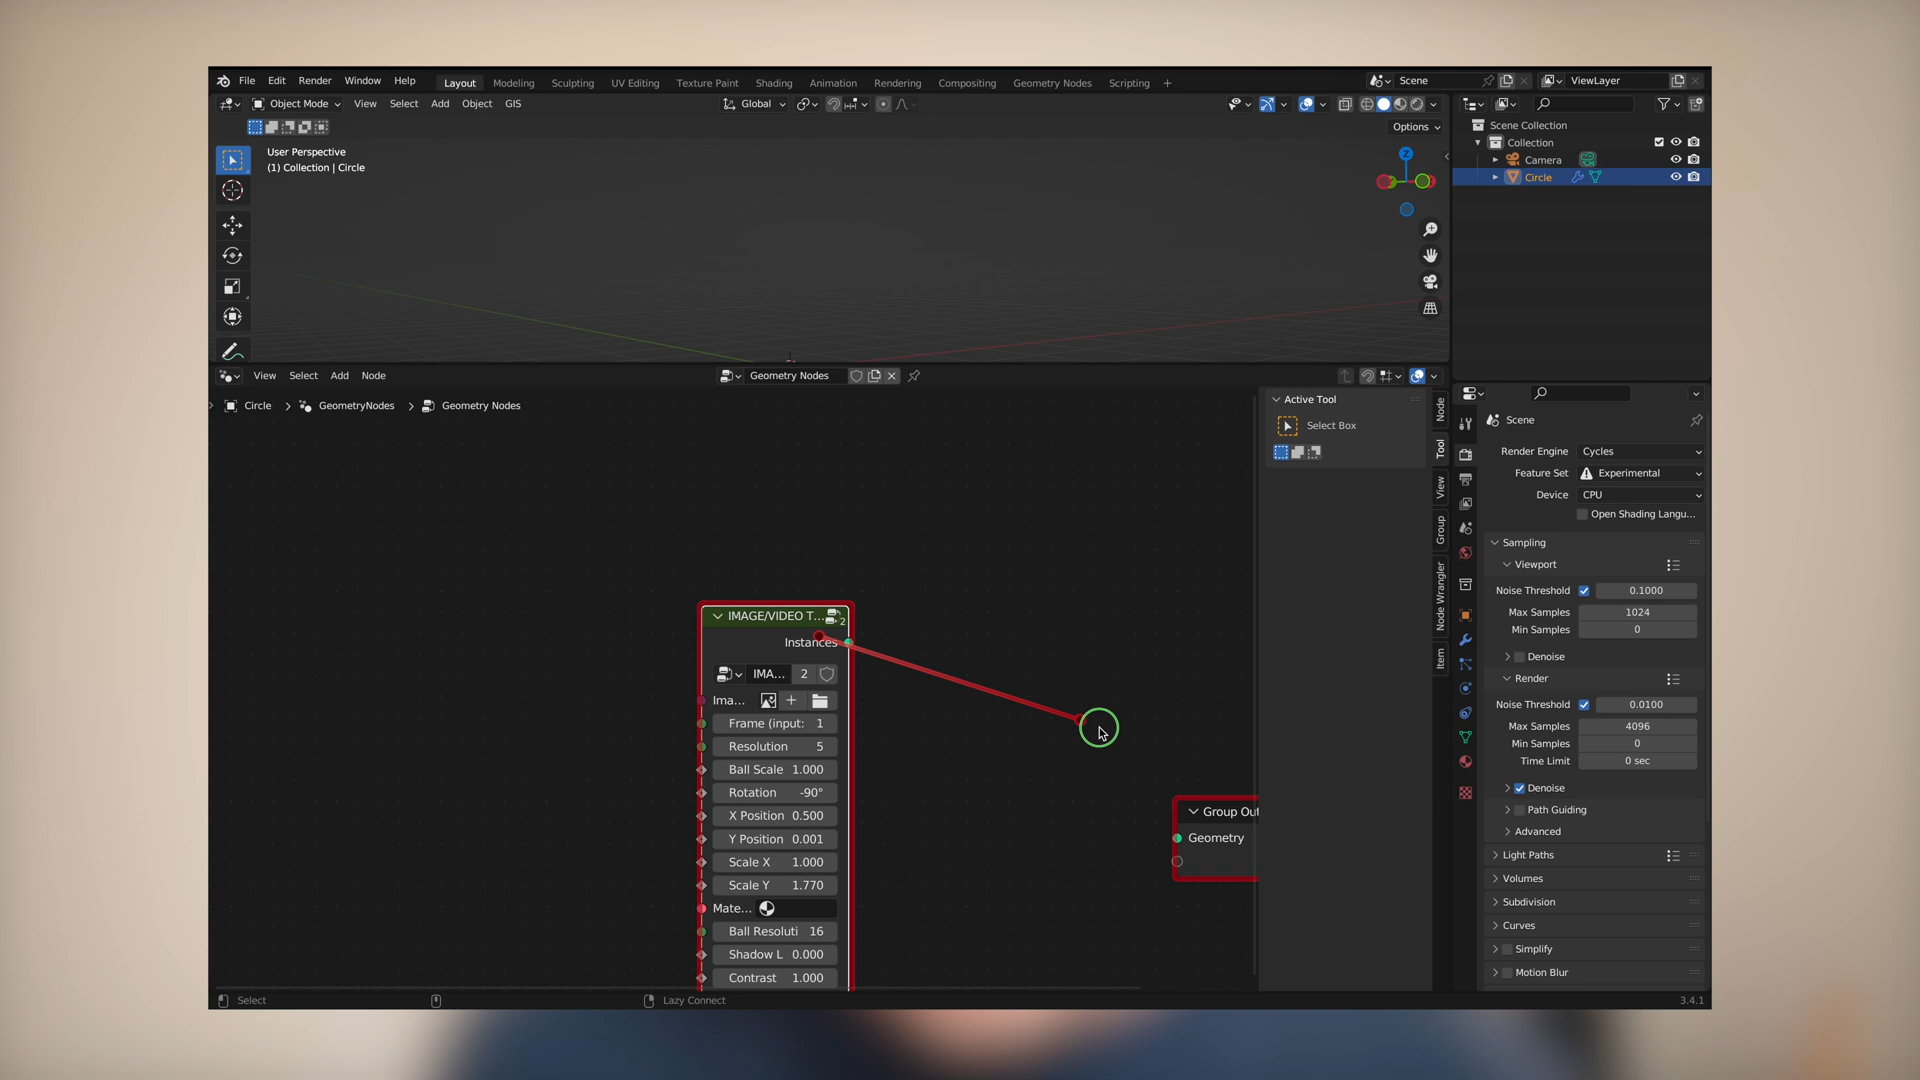 File Edit Render Window Help Layout Modeling Sculpting UV Editing Texture Paint Shading Animation Rendering Compositing Geometry Nodes Scripting + Scene ViewLayer
Object Mode View Select Add Object GIS Global
Options
User Perspective
(1) Collection | Circle
Z
Scene Collection
Collection
Camera
Circle
View Select Add Node Geometry Nodes
Circle > GeometryNodes > Geometry Nodes
Active Tool
Select Box
Node
Tool
View
Group
Node Wrangler
Item
IMAGE/VIDEO T...
2
Instances
IMA... 2
Ima...
Frame (input: 1
Resolution 5
Ball Scale 1.000
Rotation -90°
X Position 0.500
Y Position 0.001
Scale X 1.000
Scale Y 1.770
Mate...
Ball Resoluti 16
Shadow L 0.000
Contrast 1.000
Group Out
Geometry
Scene
Render Engine Cycles
Feature Set Experimental
Device CPU
Open Shading Langu...
Sampling
Viewport
Noise Threshold 0.1000
Max Samples 1024
Min Samples 0
Denoise
Render
Noise Threshold 0.0100
Max Samples 4096
Min Samples 0
Time Limit 0 sec
Denoise
Path Guiding
Advanced
Light Paths
Volumes
Subdivision
Curves
Simplify
Motion Blur
Select
Lazy Connect
3.4.1